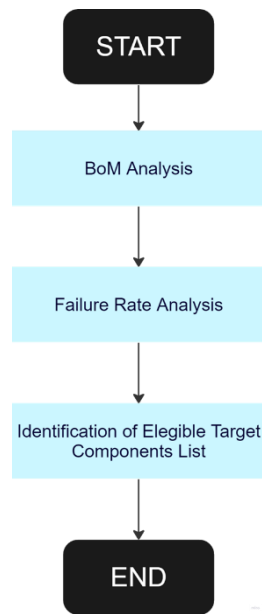 START
BoM Analysis
Failure Rate Analysis
Identification of Elegible Target
Components List
END